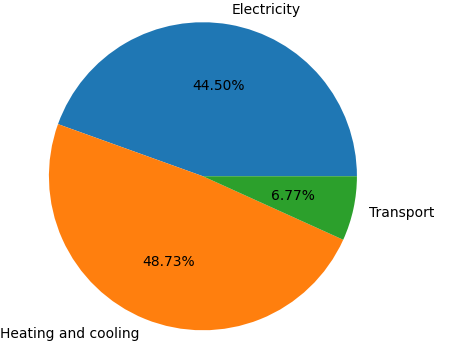 Electricity
44.50%
6.77%
Transport
48.73%
Heating and cooling